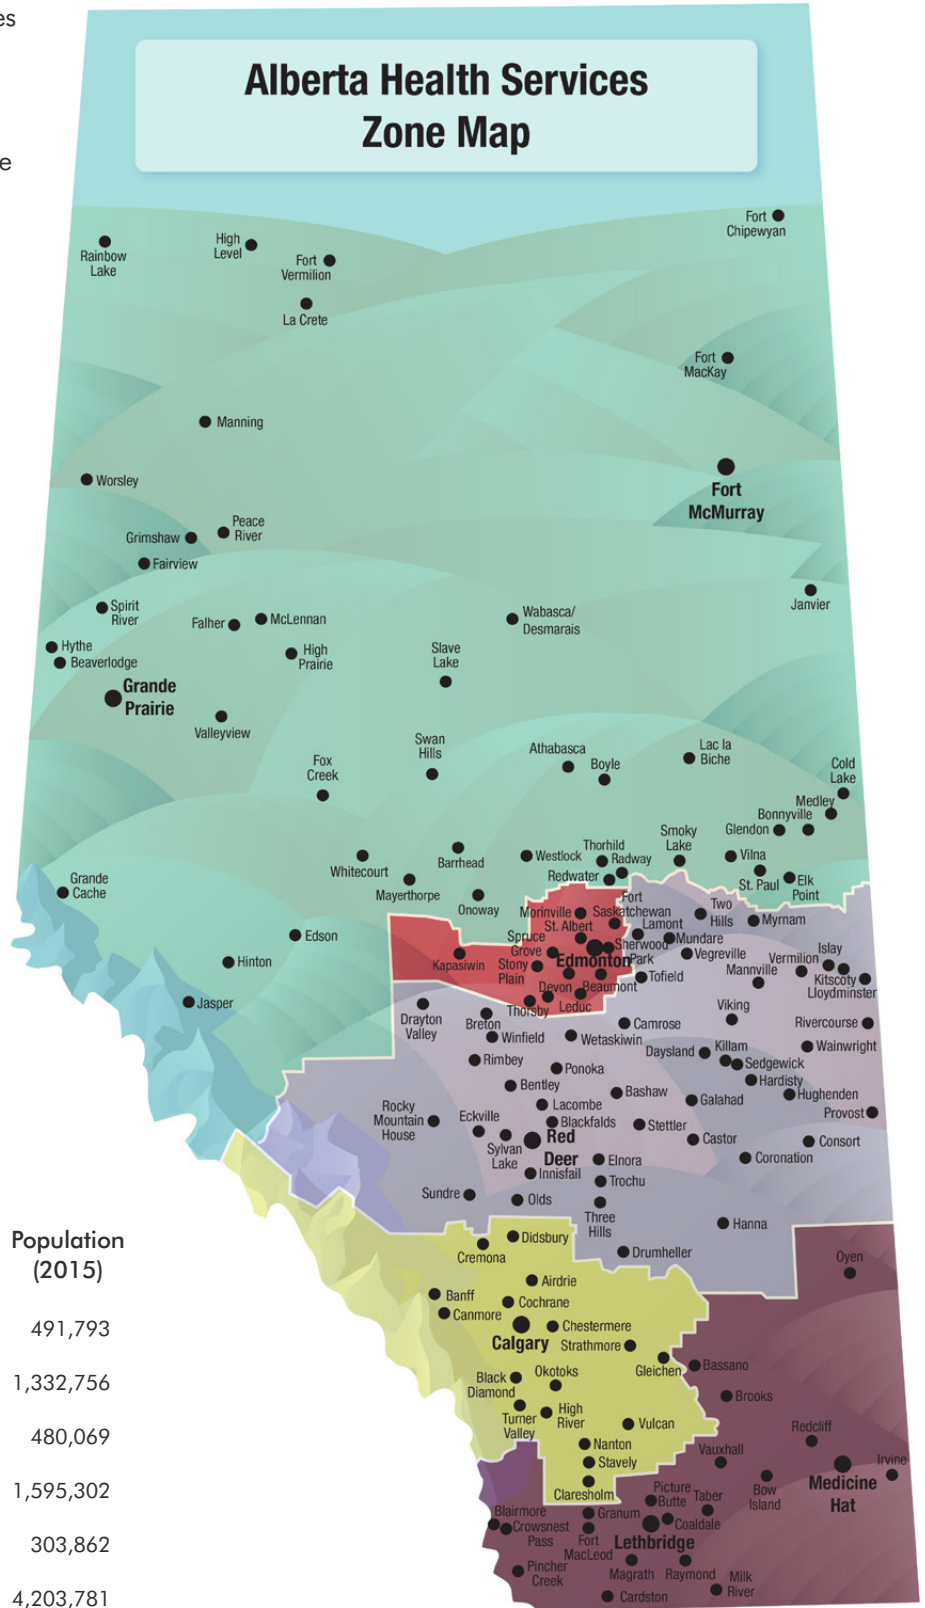 es
e
Alberta Health Services
Zone Map
Fort
Chipewyan
Rainbow
Lake
High
Level
Fort
Vermilion
La Crete
Fort
MacKay
Manning
Worsley
Fort
McMurray
Peace
River
Grimshaw
Fairview
Janvier
Spirit
River
Falher
McLennan
Wabasca/
Desmarais
Hythe
Beaverlodge
High
Prairie
Slave
Lake
Grande
Prairie
Valleyview
Swan
Hills
Athabasca
Boyle
Lac la
Biche
Fox
Creek
Cold
Lake
Medley
Bonnyville
Glendon
Smoky
Lake
Thorhild
Radway
Westlock
Vilna
Barrhead
Whitecourt
Redwater
St. Paul
Elk
Point
Grande
Cache
Mayerthorpe
Onoway
Fort
Saskatchewan
Morinville
St. Albert
Two
Hills
Myrnam
Lamont
Mundare
Edson
Spruce
Grove
Sherwood
Park
Edmonton
Vegreville
Islay
Vermilion
Hinton
Kapasiwin
Stony
Plain
Mannville
Kitscoty
Lloydminster
Tofield
Devon
Beaumont
Jasper
Thorsby
Leduc
Drayton
Valley
Breton
Viking
Camrose
Rivercourse
Winfield
Wetaskiwin
Daysland
Killam
Wainwright
Rimbey
Sedgewick
Ponoka
Hardisty
Bentley
Bashaw
Hughenden
Galahad
Lacombe
Provost
Rocky
Mountain
House
Eckville
Blackfalds
Stettler
Red
Deer
Castor
Consort
Sylvan
Lake
Coronation
Elnora
Innisfail
Trochu
Sundre
Olds
Three
Hills
Hanna
Didsbury
Cremona
Drumheller
Oyen
Population
(2015)
491,793
1,332,756
480,069
1,595,302
303,862
4,203,781
Airdrie
Banff
Cochrane
Canmore
Chestermere
Calgary
Strathmore
Gleichen
Bassano
Black
Diamond
Okotoks
Brooks
Turner
Valley
High
River
Vulcan
Redcliff
Nanton
Vauxhall
Stavely
Irvine
Medicine
Hat
Bow
Island
Claresholm
Picture
Butte
Taber
Blairmore
Granum
Coaldale
Crowsnest
Pass
Fort
MacLeod
Lethbridge
Pincher
Creek
Magrath
Raymond
Milk
River
Cardston